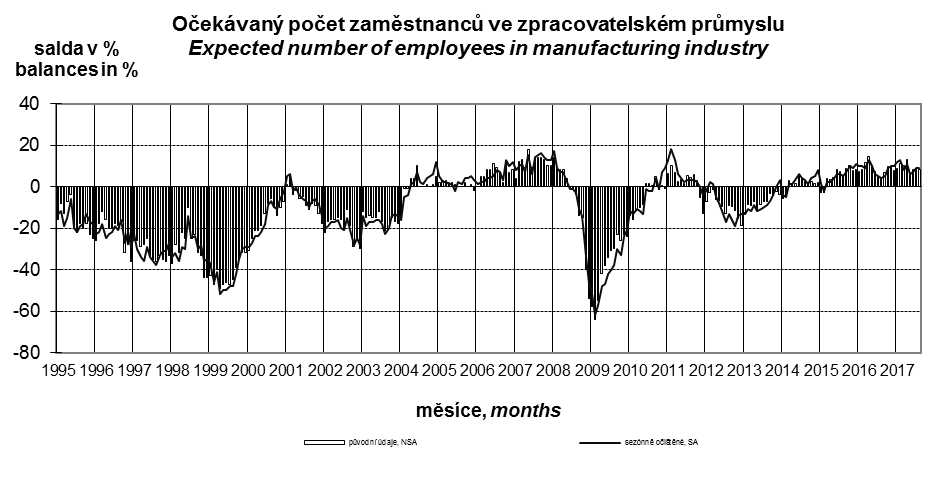 Očekávaný počet zaměstnanců ve zpracovatelském průmyslu
Expected number of employees in manufacturing industry
salda v %
balances in %
40
20
0
-20
-40
-60
-80
1995 1996 1997 1998 1999 2000 2001 2002 2003 2004 2005 2006 2007 2008 2009 2010 2011 2012 2013 2014 2015 2016 2017
měsíce, months
původní údaje, NSA
sezónně očištěné, SA